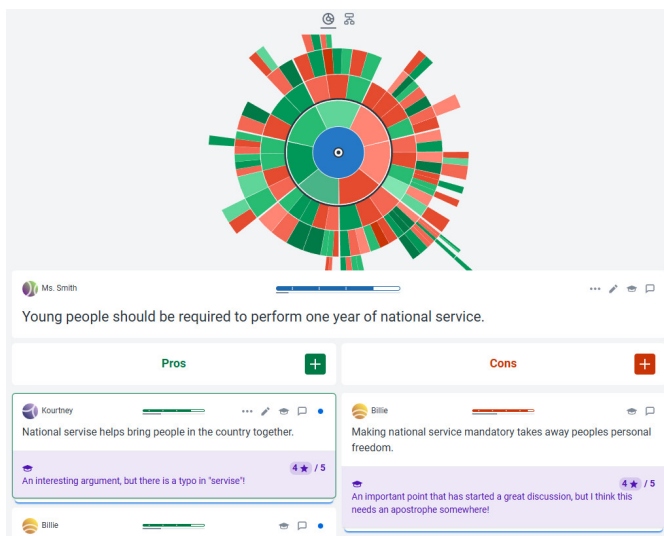 Ms. Smith
Young people should be required to perform one year of national service.
Pros
Cons
Kourtney
National servise helps bring people in the country together.
4 / 5
An interesting argument, but there is a typo in "servise"!
Billie
Making national service mandatory takes away peoples personal
freedom.
4 / 5
An important point that has started a great discussion, but I think this
needs an apostrophe somewhere!
Billie